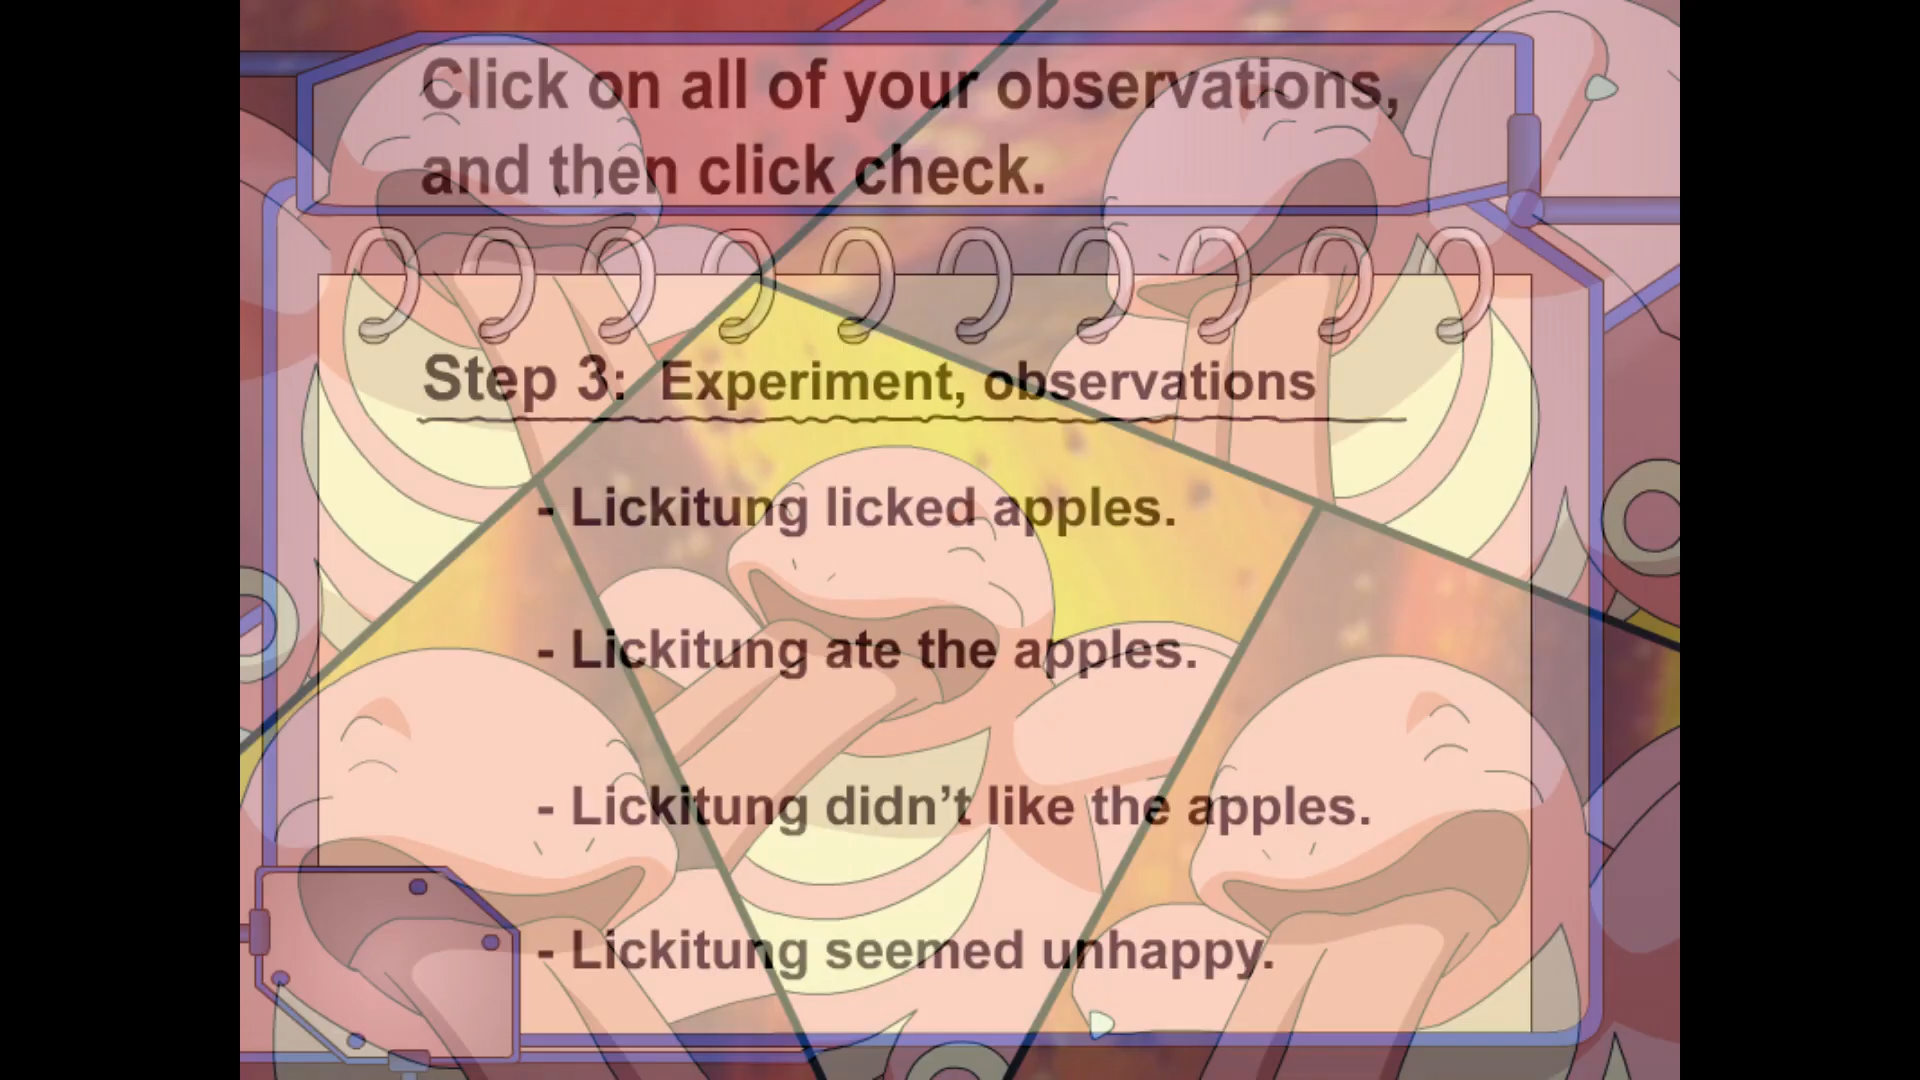 Click on all of your observations,
and then click check.
Step 3: Experiment, observations
- Lickitung licked apples.
- Lickitung ate the apples.
- Lickitung didn’t like the apples.
- Lickitung seemed unhappy.